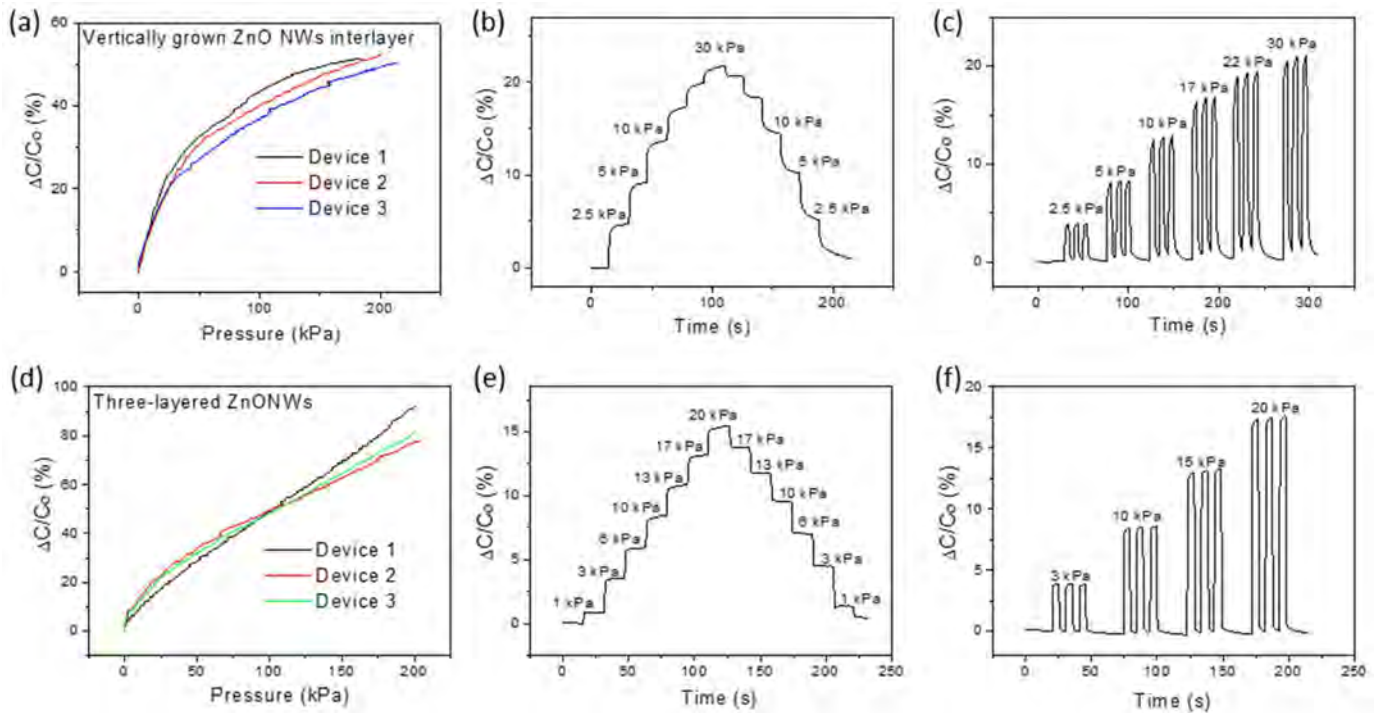 (a)
60
40
20
0
ΔC/Co (%)
Vertically grown ZnO NWs interlayer
Device 1
Device 2
Device 3
0 100 200
Pressure (kPa)
(b)
20
10
0
ΔC/Co (%)
2.5 kPa
5 kPa
10 kPa
30 kPa
10 kPa
5 kPa
2.5 kPa
0 100 200
Time (s)
(c)
20
10
0
ΔC/Co (%)
2.5 kPa
5 kPa
10 kPa
17 kPa
22 kPa
30 kPa
0 100 200 300
Time (s)
(d)
100
80
60
40
20
0
ΔC/Co (%)
Three-layered ZnONWs
Device 1
Device 2
Device 3
0 50 100 150 200
Pressure (kPa)
(e)
15
10
5
0
ΔC/Co (%)
1 kPa
3 kPa
6 kPa
10 kPa
13 kPa
17 kPa
20 kPa
17 kPa
13 kPa
10 kPa
6 kPa
3 kPa
1 kPa
0 50 100 150 200 250
Time (s)
(f)
20
15
10
5
0
ΔC/Co (%)
3 kPa
10 kPa
15 kPa
20 kPa
0 50 100 150 200 250
Time (s)